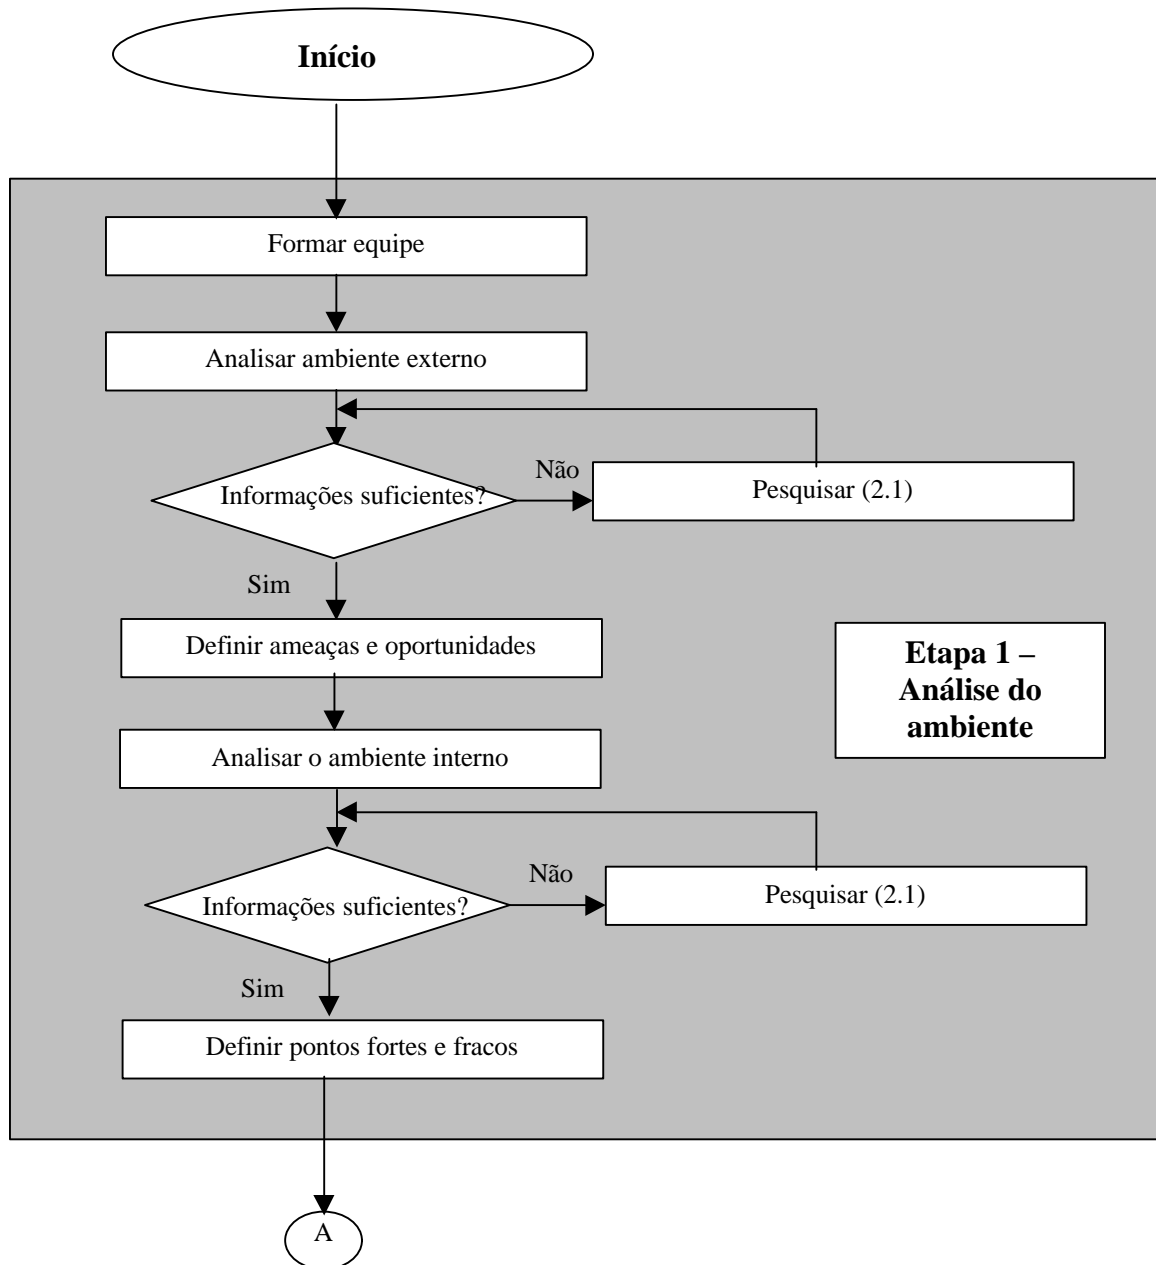 Início
Formar equipe
Analisar ambiente externo
Informações suficientes?
Não
Pesquisar (2.1)
Sim
Definir ameaças e oportunidades
Etapa 1 –
Análise do
ambiente
Analisar o ambiente interno
Informações suficientes?
Não
Pesquisar (2.1)
Sim
Definir pontos fortes e fracos
A